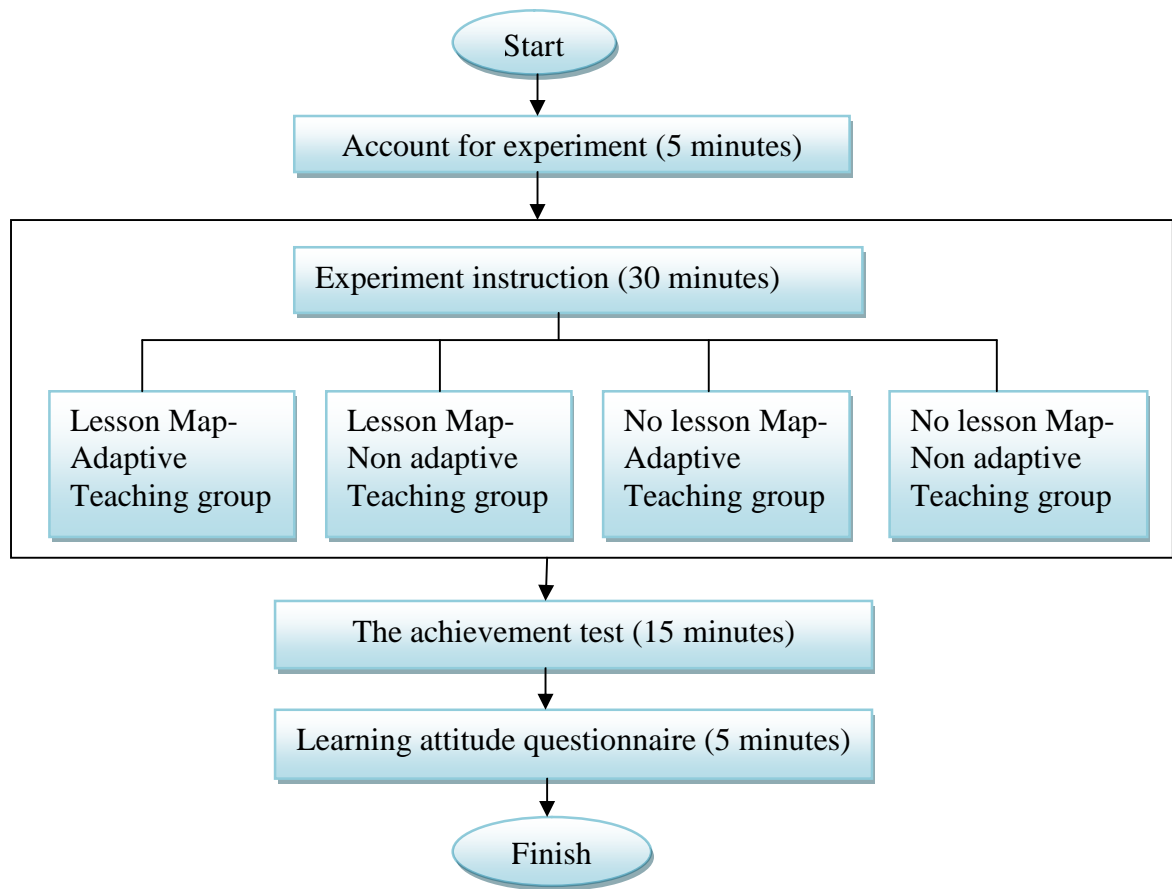 Start
Account for experiment (5 minutes)
Experiment instruction (30 minutes)
Lesson Map-
Adaptive
Teaching group
Lesson Map-
Non adaptive
Teaching group
No lesson Map-
Adaptive
Teaching group
No lesson Map-
Non adaptive
Teaching group
The achievement test (15 minutes)
Learning attitude questionnaire (5 minutes)
Finish